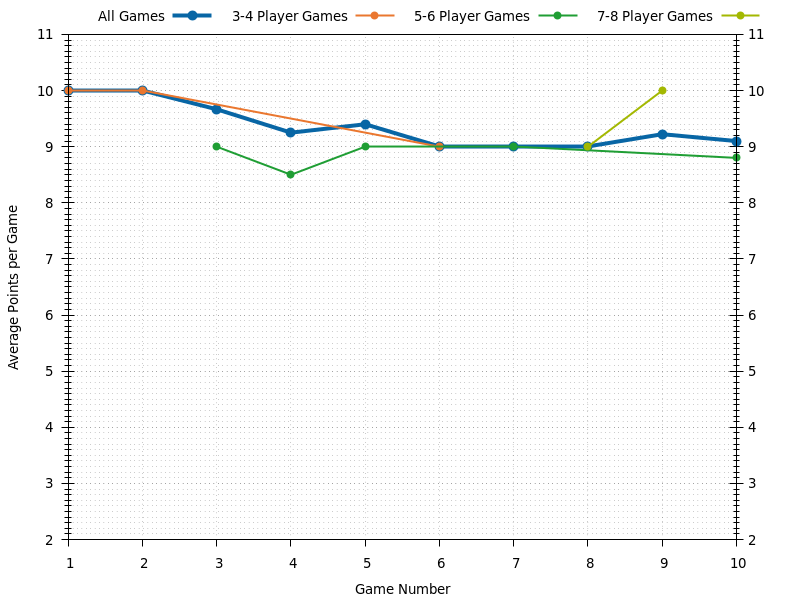 All Games 3-4 Player Games 5-6 Player Games 7-8 Player Games
11 11
10 10
9 9
8 8
7 7
6 6
5 5
4 4
3 3
2 2
1 2 3 4 5 6 7 8 9 10
Average Points per Game
Game Number